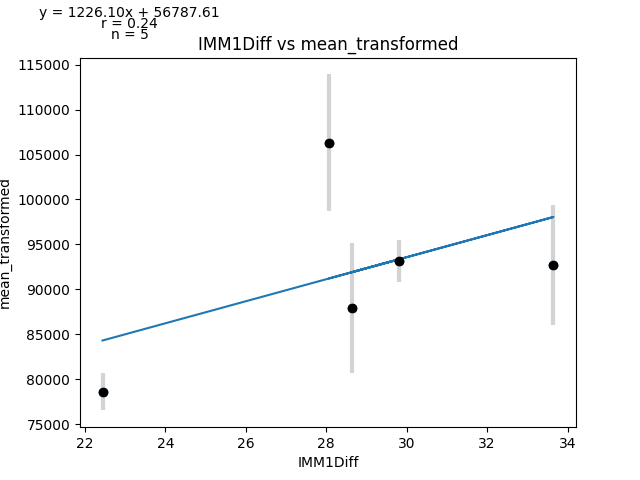 y = 1226.10x + 56787.61
r = 0.24
n = 5
IMM1Diff vs mean_transformed
115000
110000
105000
100000
95000
90000
85000
80000
75000
mean_transformed
22 24 26 28 30 32 34
IMM1Diff